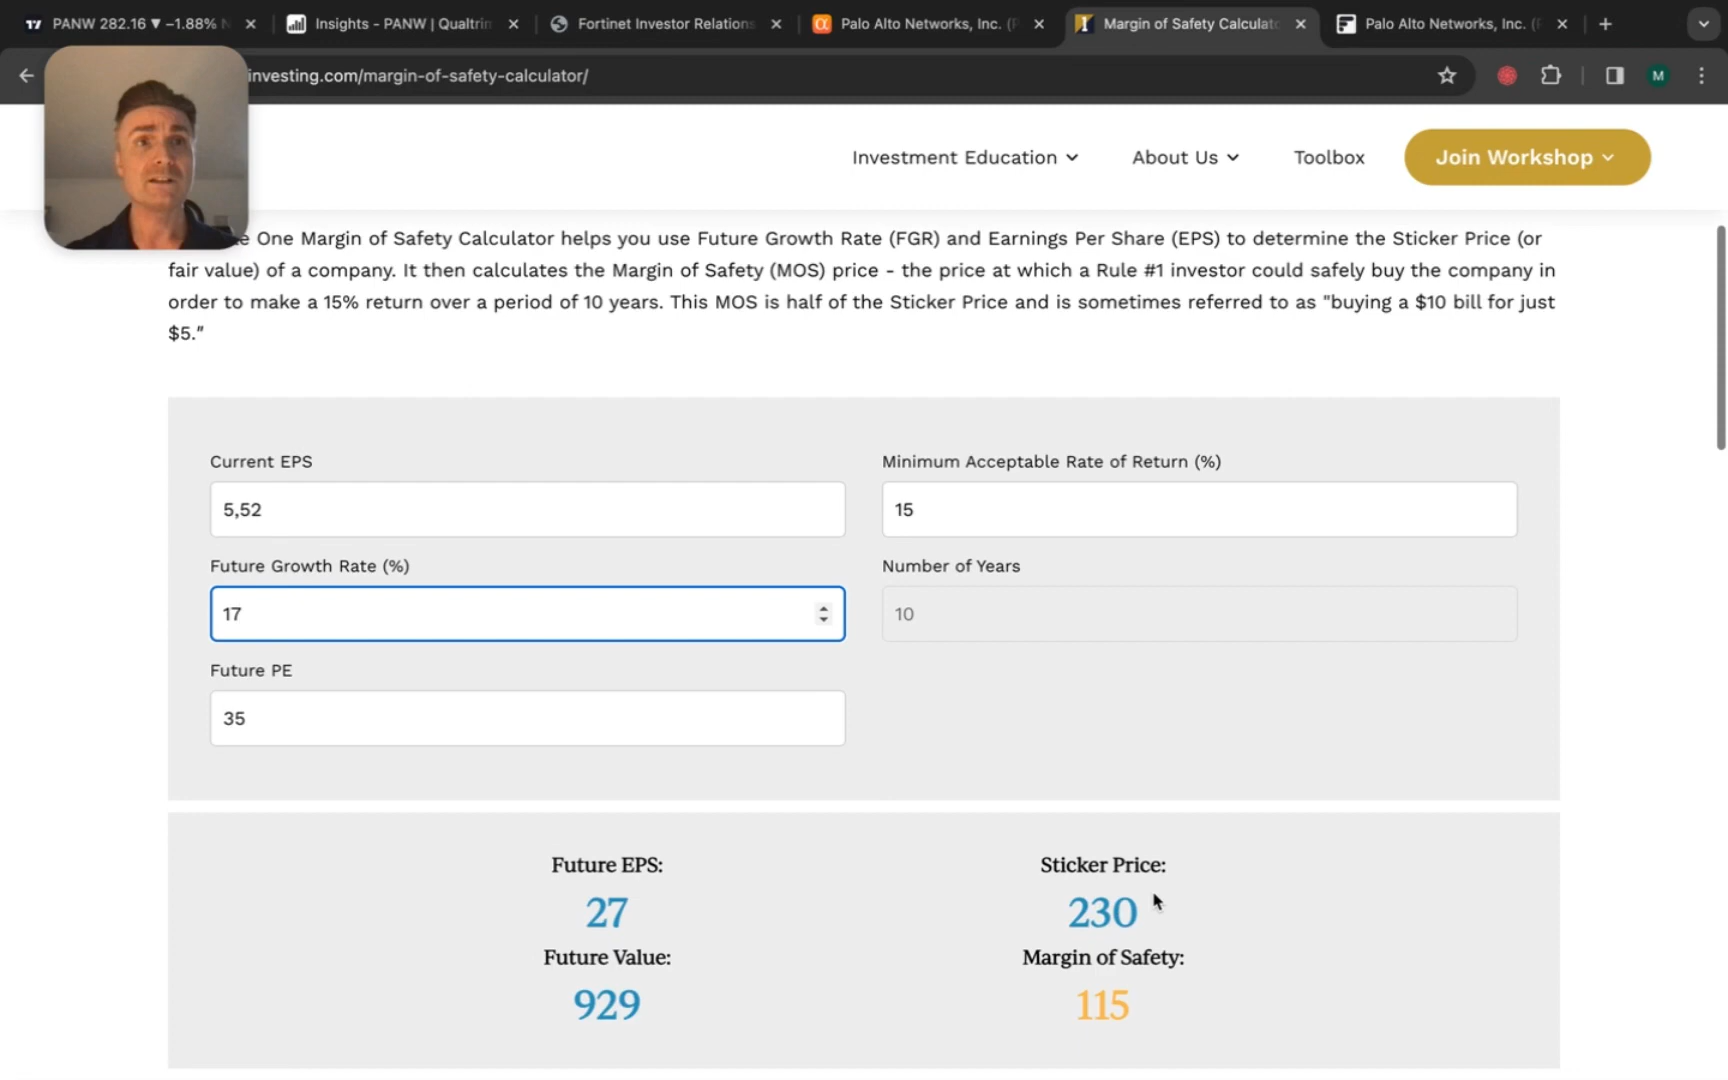 PANW 282.16 ▼ −1.88%
Insights - PANW | Qualtrim
Fortinet Investor Relations
Palo Alto Networks, Inc. (
Margin of Safety Calculato
Palo Alto Networks, Inc. (
investing.com/margin-of-safety-calculator/
M
Investment Education
About Us
Toolbox
Join Workshop
One Margin of Safety Calculator helps you use Future Growth Rate (FGR) and Earnings Per Share (EPS) to determine the Sticker Price (or
fair value) of a company. It then calculates the Margin of Safety (MOS) price - the price at which a Rule #1 investor could safely buy the company in
order to make a 15% return over a period of 10 years. This MOS is half of the Sticker Price and is sometimes referred to as "buying a $10 bill for just
$5."
Current EPS
5,52
Minimum Acceptable Rate of Return (%)
15
Future Growth Rate (%)
17
Number of Years
10
Future PE
35
Future EPS:
27
Sticker Price:
230
Future Value:
929
Margin of Safety:
115